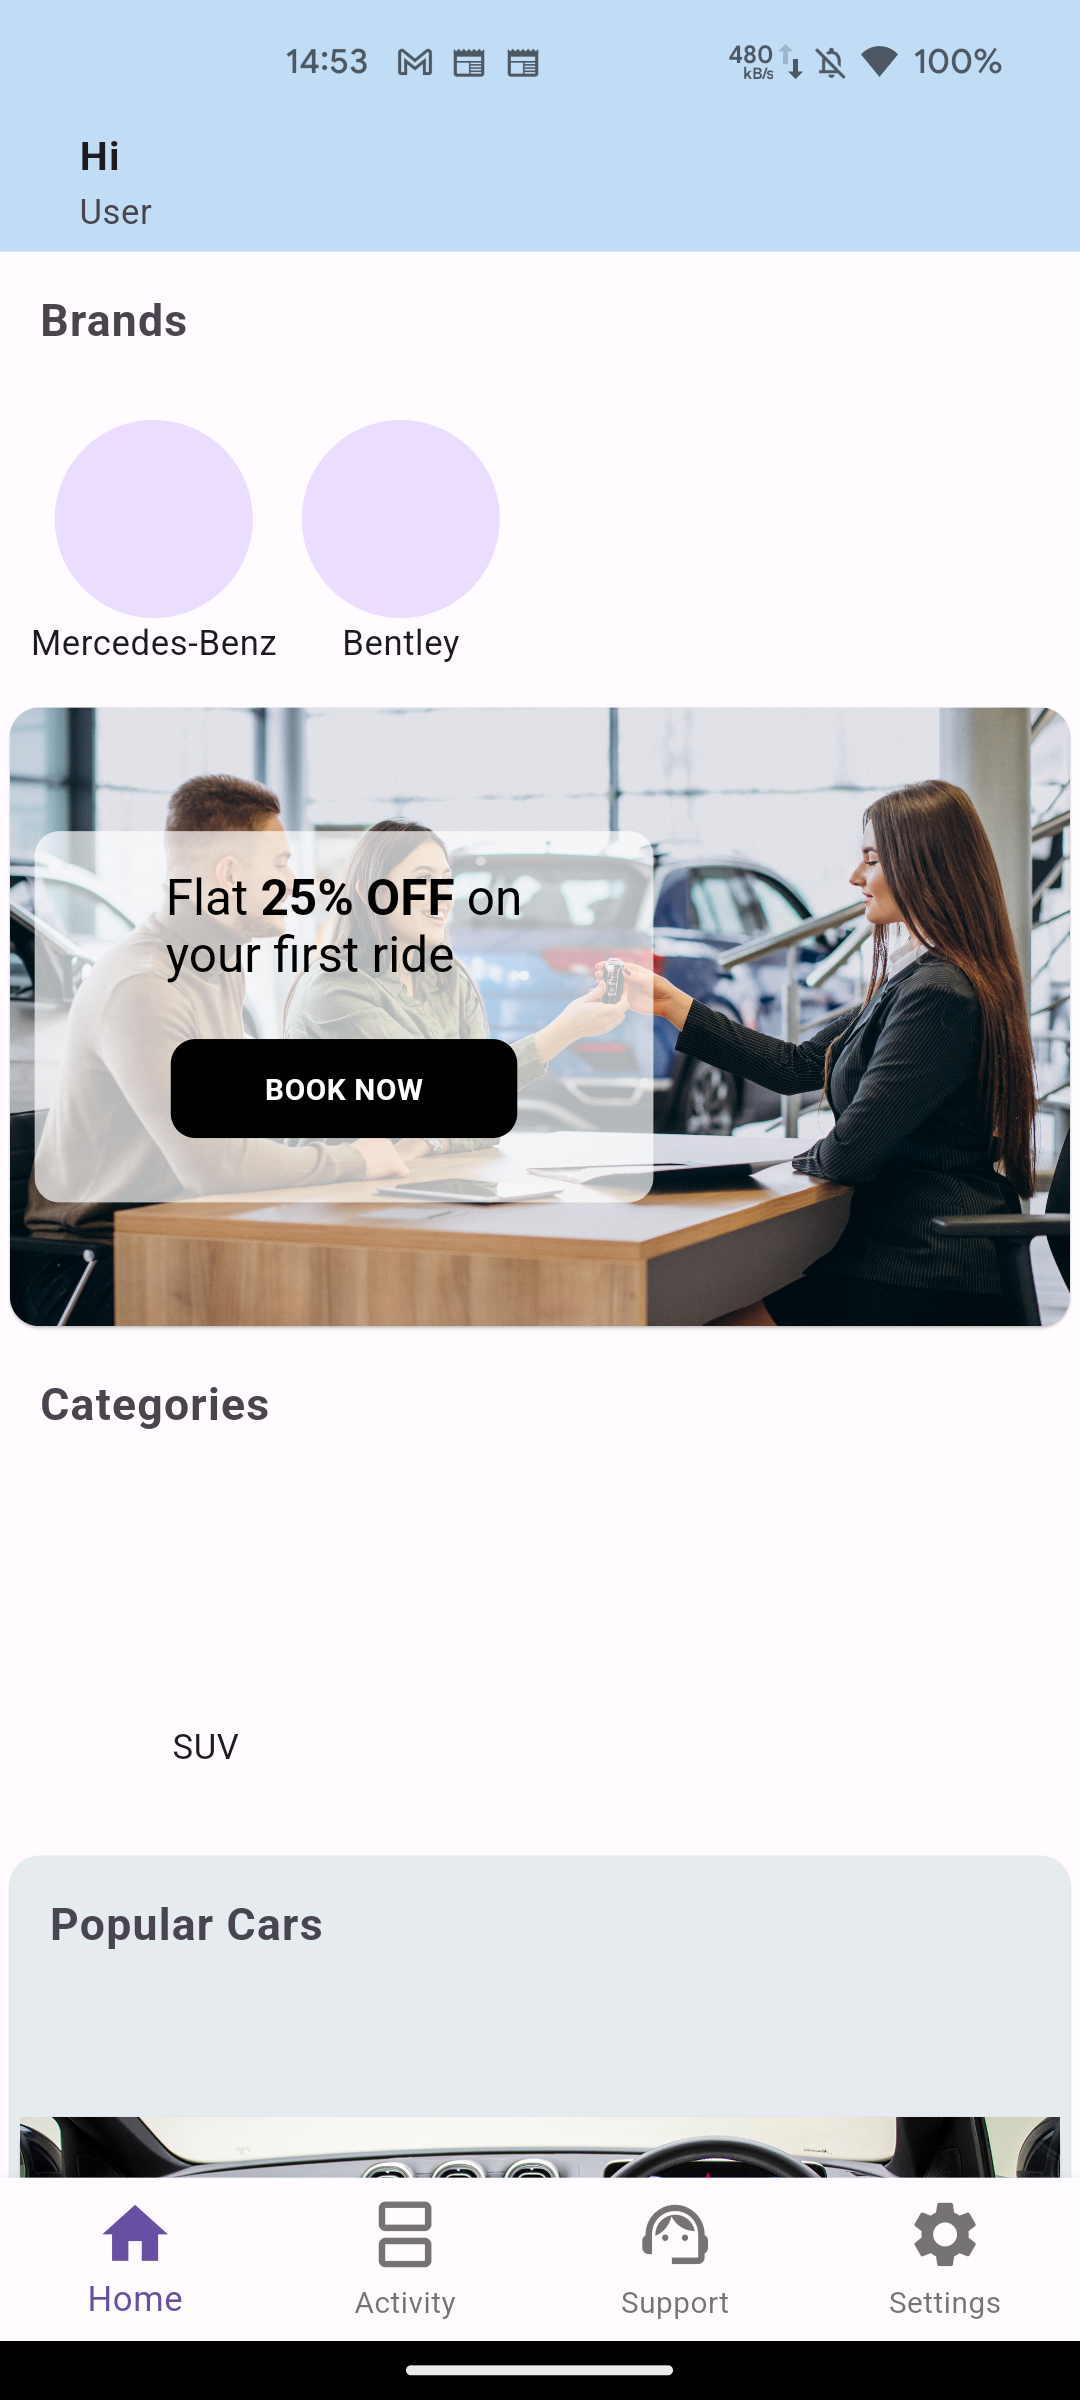 14:53
480 kB/s
100%
Hi
User
Brands
Mercedes-Benz
Bentley
Flat 25% OFF on
your first ride
BOOK NOW
Categories
SUV
Popular Cars
Home
Activity
Support
Settings